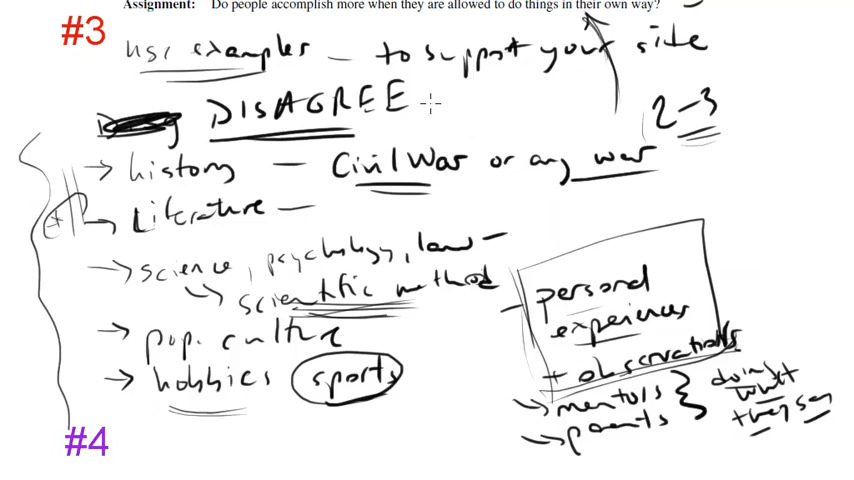 Assignment: Do people accomplish more when they are allowed to do things in their own way?
#3
use examples – to support your side
DISAGREE
2-3
→ history — Civil War or any war
→ Literature —
→ science, psychology, law –
↳ scientific method
→ pop. culture
→ hobbies sports
personal
experiences
+ observations
→ mentors } doing what
→ parents they say
#4